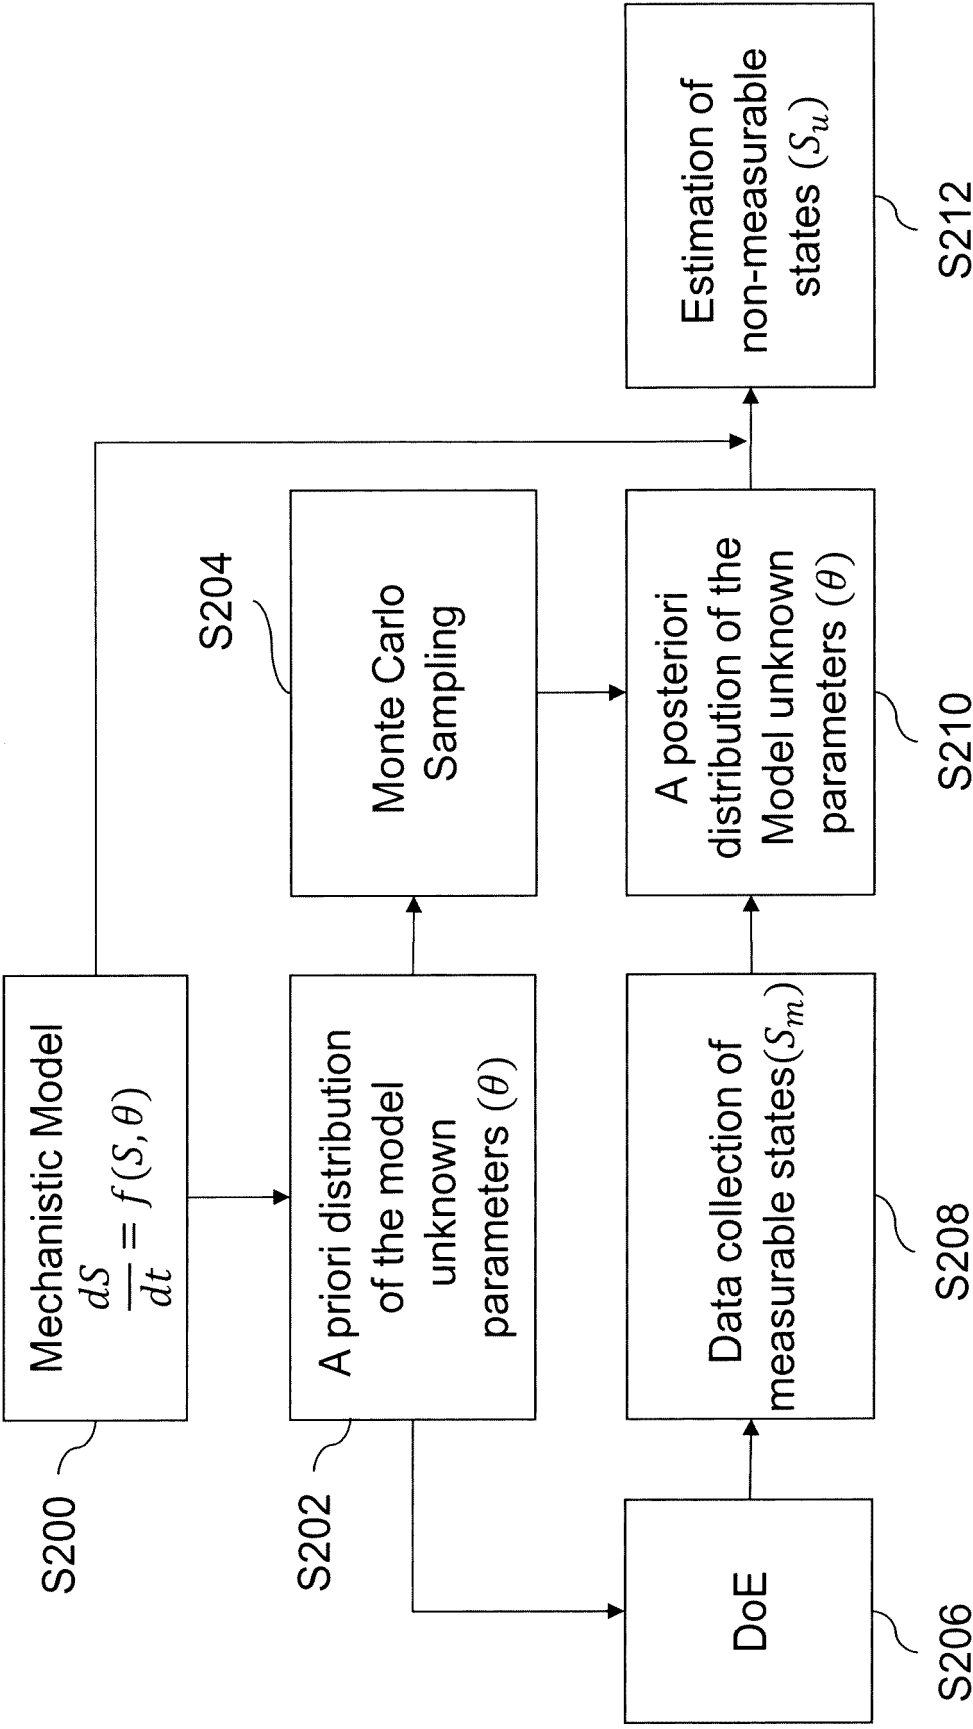 Mechanistic Model
dS/dt = f(S, θ)
S200
A priori distribution
of the model
unknown
parameters (θ)
S202
Monte Carlo
Sampling
S204
DoE
S206
Data collection of
measurable states(Sₘ)
S208
A posteriori
distribution of the
Model unknown
parameters (θ)
S210
Estimation of
non-measurable
states (Sᵤ)
S212